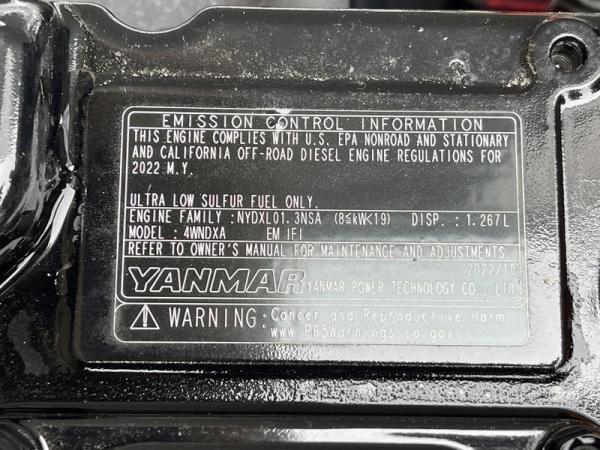 EMISSION CONTROL INFORMATION
THIS ENGINE COMPLIES WITH U.S. EPA NONROAD AND STATIONARY
AND CALIFORNIA OFF-ROAD DIESEL ENGINE REGULATIONS FOR
2022 M.Y.
ULTRA LOW SULFUR FUEL ONLY.
ENGINE FAMILY :NYDXL01.3NSA (8≦kW<19) DISP. :1.267L
MODEL : 4WNDXA EM IFI
REFER TO OWNER'S MANUAL FOR MAINTENANCE AND ADJUSTMENTS.
2022/10
YANMAR YANMAR POWER TECHNOLOGY CO., LTD.
WARNING: Cancer and Reproductive Harm
www.P65Warnings.ca.gov